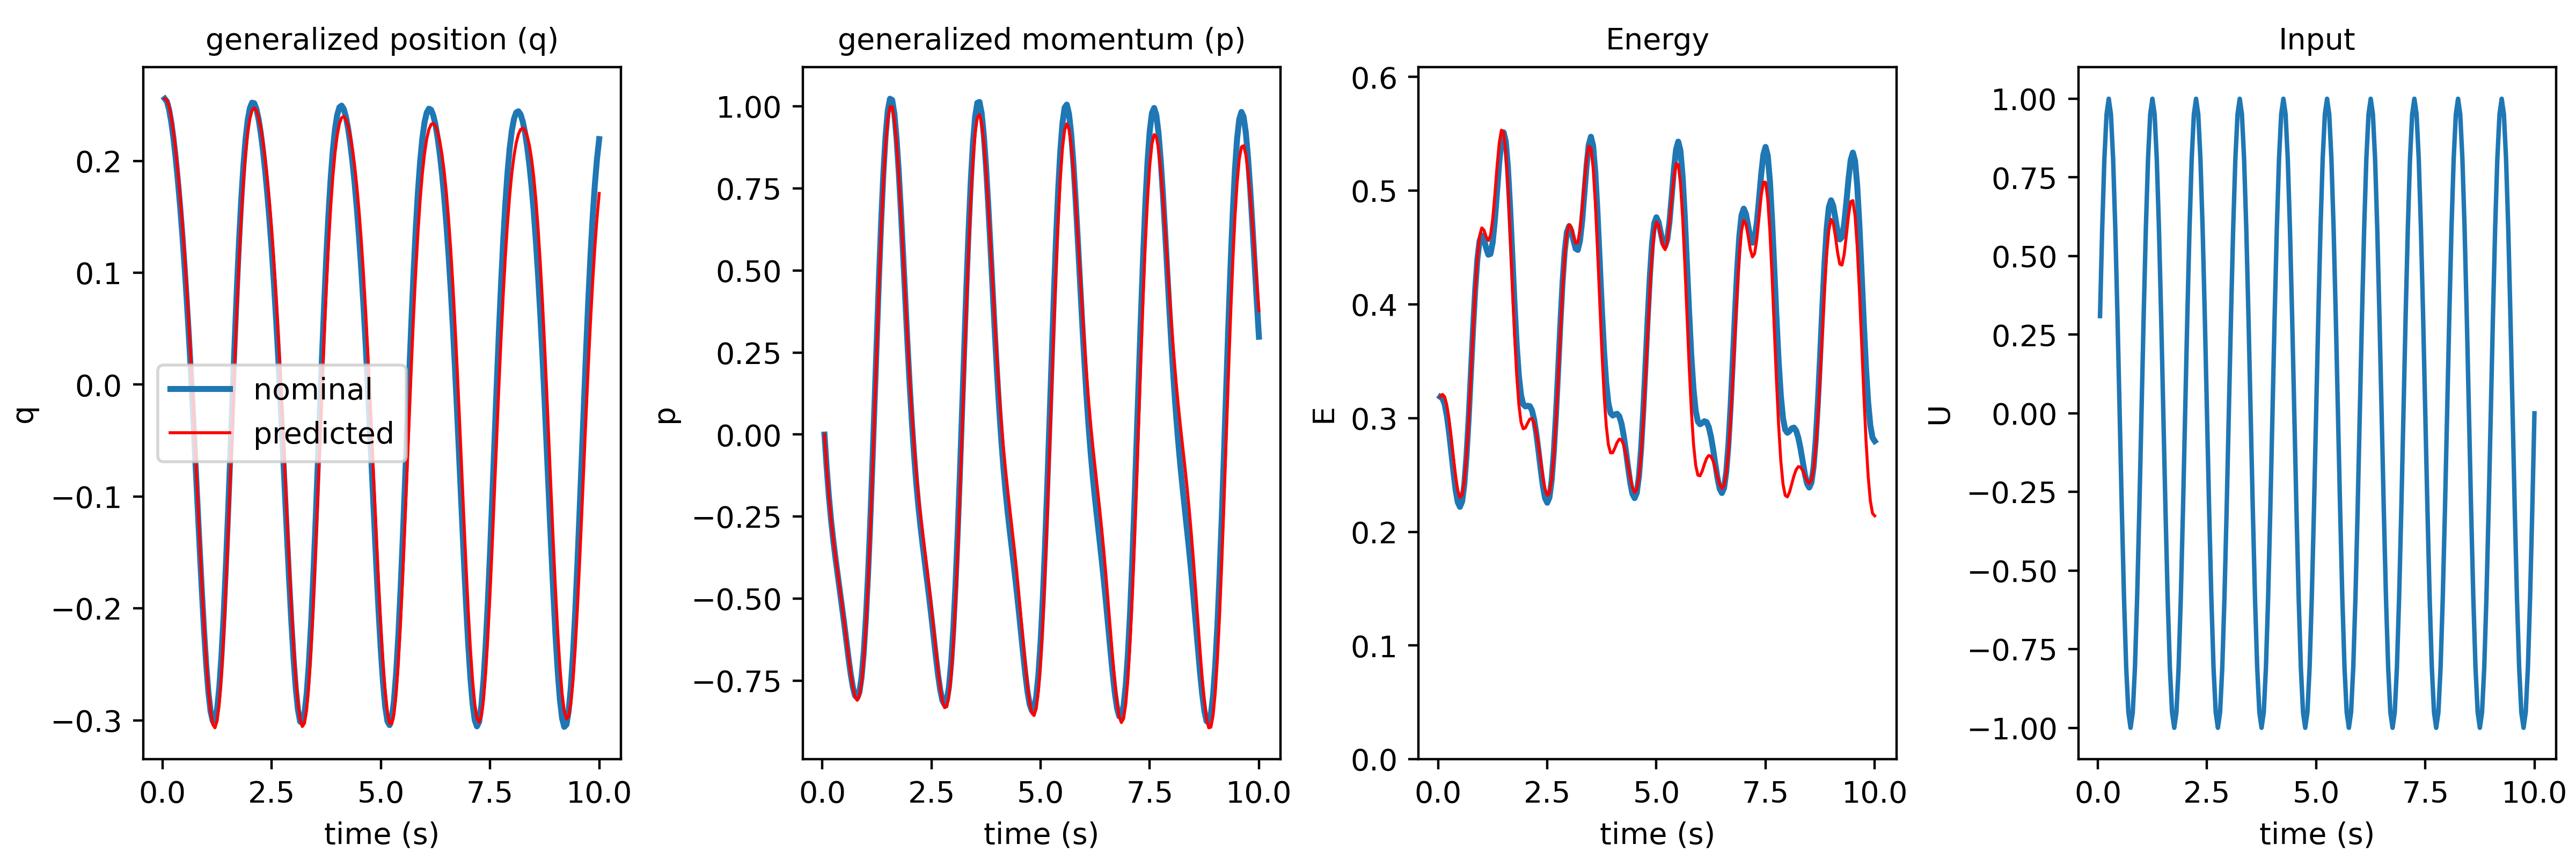 generalized position (q)
q
0.2
0.1
0.0
−0.1
−0.2
−0.3
nominal
predicted
0.0 2.5 5.0 7.5 10.0
time (s)
generalized momentum (p)
p
1.00
0.75
0.50
0.25
0.00
−0.25
−0.50
−0.75
0.0 2.5 5.0 7.5 10.0
time (s)
Energy
E
0.6
0.5
0.4
0.3
0.2
0.1
0.0
0.0 2.5 5.0 7.5 10.0
time (s)
Input
U
1.00
0.75
0.50
0.25
0.00
−0.25
−0.50
−0.75
−1.00
0.0 2.5 5.0 7.5 10.0
time (s)